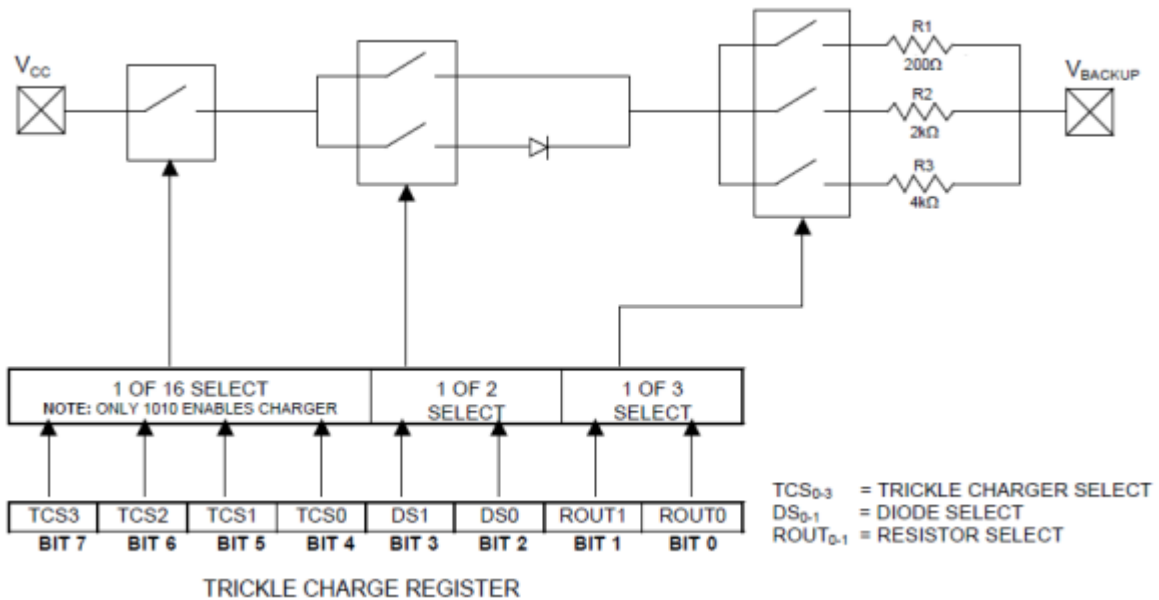 R1
200Ω
V_CC
V_BACKUP
R2
2kΩ
R3
4kΩ
1 OF 16 SELECT
NOTE: ONLY 1010 ENABLES CHARGER
1 OF 2
SELECT
1 OF 3
SELECT
TCS3 TCS2 TCS1 TCS0 DS1 DS0 ROUT1 ROUT0
BIT 7 BIT 6 BIT 5 BIT 4 BIT 3 BIT 2 BIT 1 BIT 0
TCS0-3 = TRICKLE CHARGER SELECT
DS0-1 = DIODE SELECT
ROUT0-1 = RESISTOR SELECT
TRICKLE CHARGE REGISTER